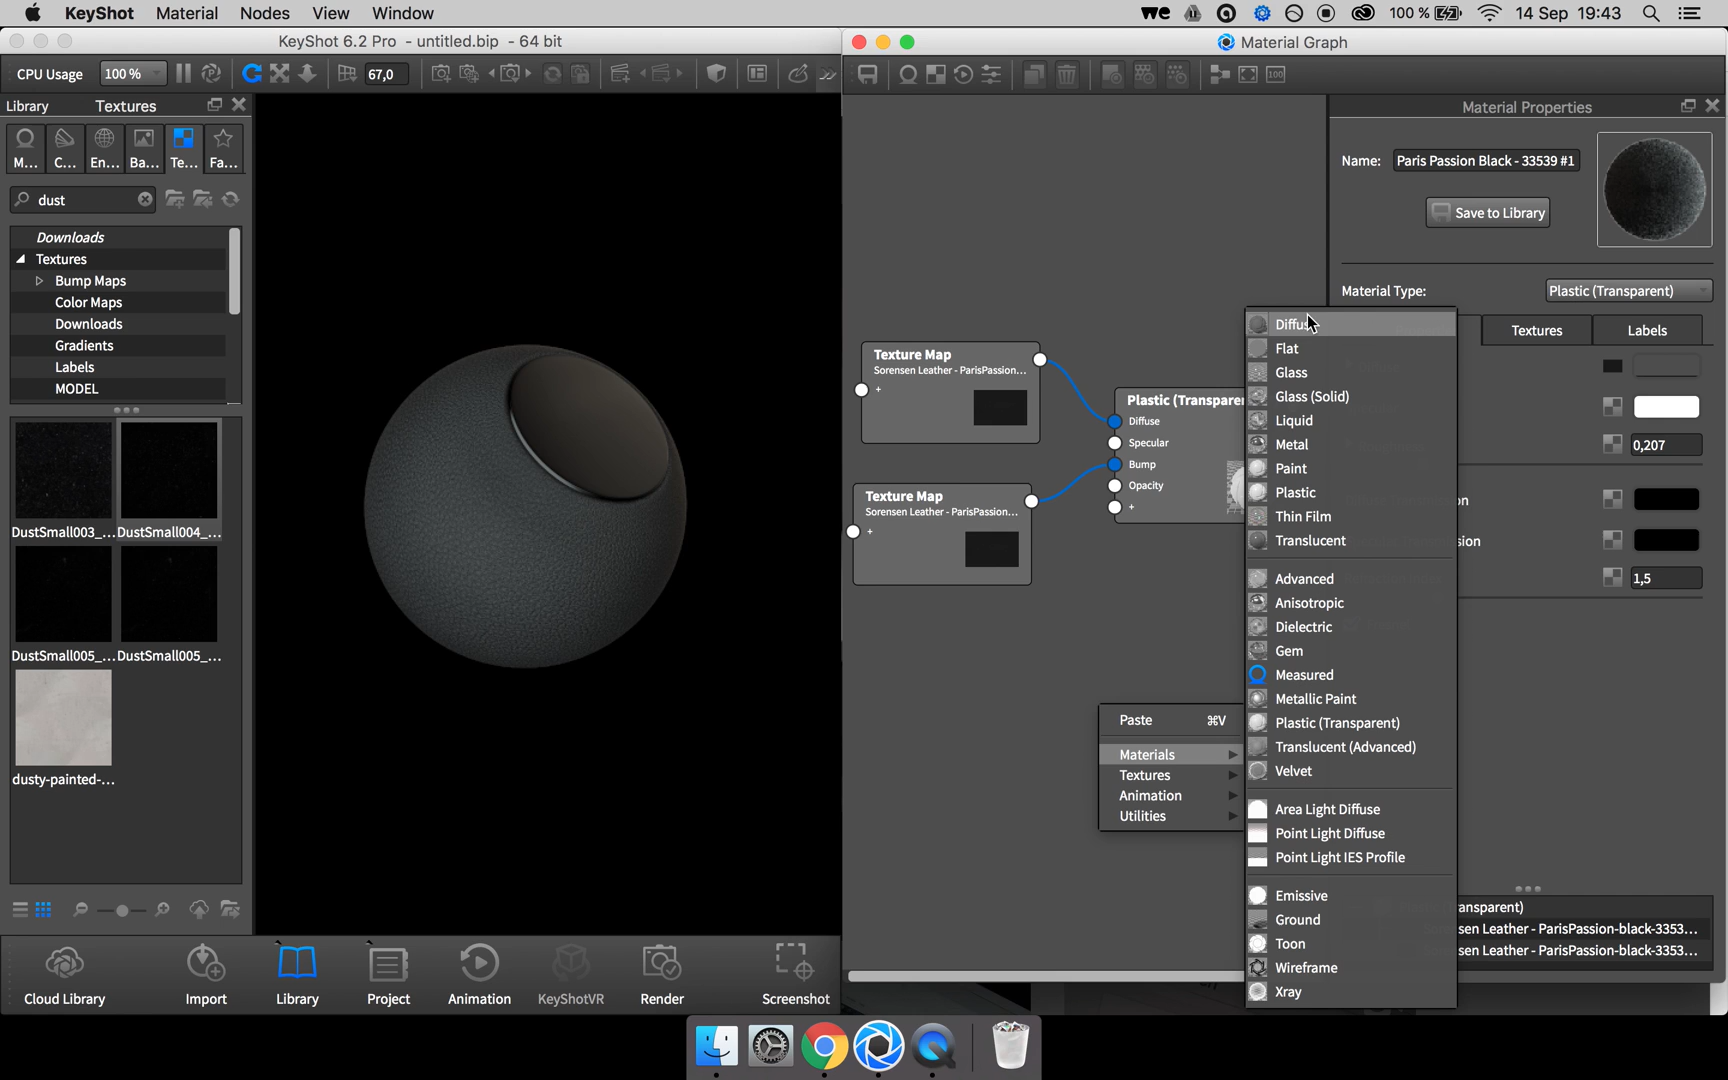 KeyShot Material Nodes View Window 100 % 14 Sep 19:43
KeyShot 6.2 Pro - untitled.bip - 64 bit
Material Graph
CPU Usage 100 % 67,0
Library Textures
M... C... En... Ba... Te... Fa...
dust
Downloads
Textures
Bump Maps
Color Maps
Downloads
Gradients
Labels
MODEL
DustSmall003_... DustSmall004_...
DustSmall005_... DustSmall005_...
dusty-painted-...
Cloud Library Import Library Project Animation KeyShotVR Render Screenshot
Texture Map
Sorensen Leather - ParisPassion...
+
Texture Map
Sorensen Leather - ParisPassion...
+
Plastic (Transparen
Diffuse
Specular
Bump
Opacity
+
Paste ⌘V
Materials
Textures
Animation
Utilities
Diffus
Flat
Glass
Glass (Solid)
Liquid
Metal
Paint
Plastic
Thin Film
Translucent
Advanced
Anisotropic
Dielectric
Gem
Measured
Metallic Paint
Plastic (Transparent)
Translucent (Advanced)
Velvet
Area Light Diffuse
Point Light Diffuse
Point Light IES Profile
Emissive
Ground
Toon
Wireframe
Xray
Material Properties
Name: Paris Passion Black - 33539 #1
Save to Library
Material Type: Plastic (Transparent)
Textures Labels
0,207
n
sion
1,5
ansparent)
sen Leather - ParisPassion-black-3353...
sen Leather - ParisPassion-black-3353...